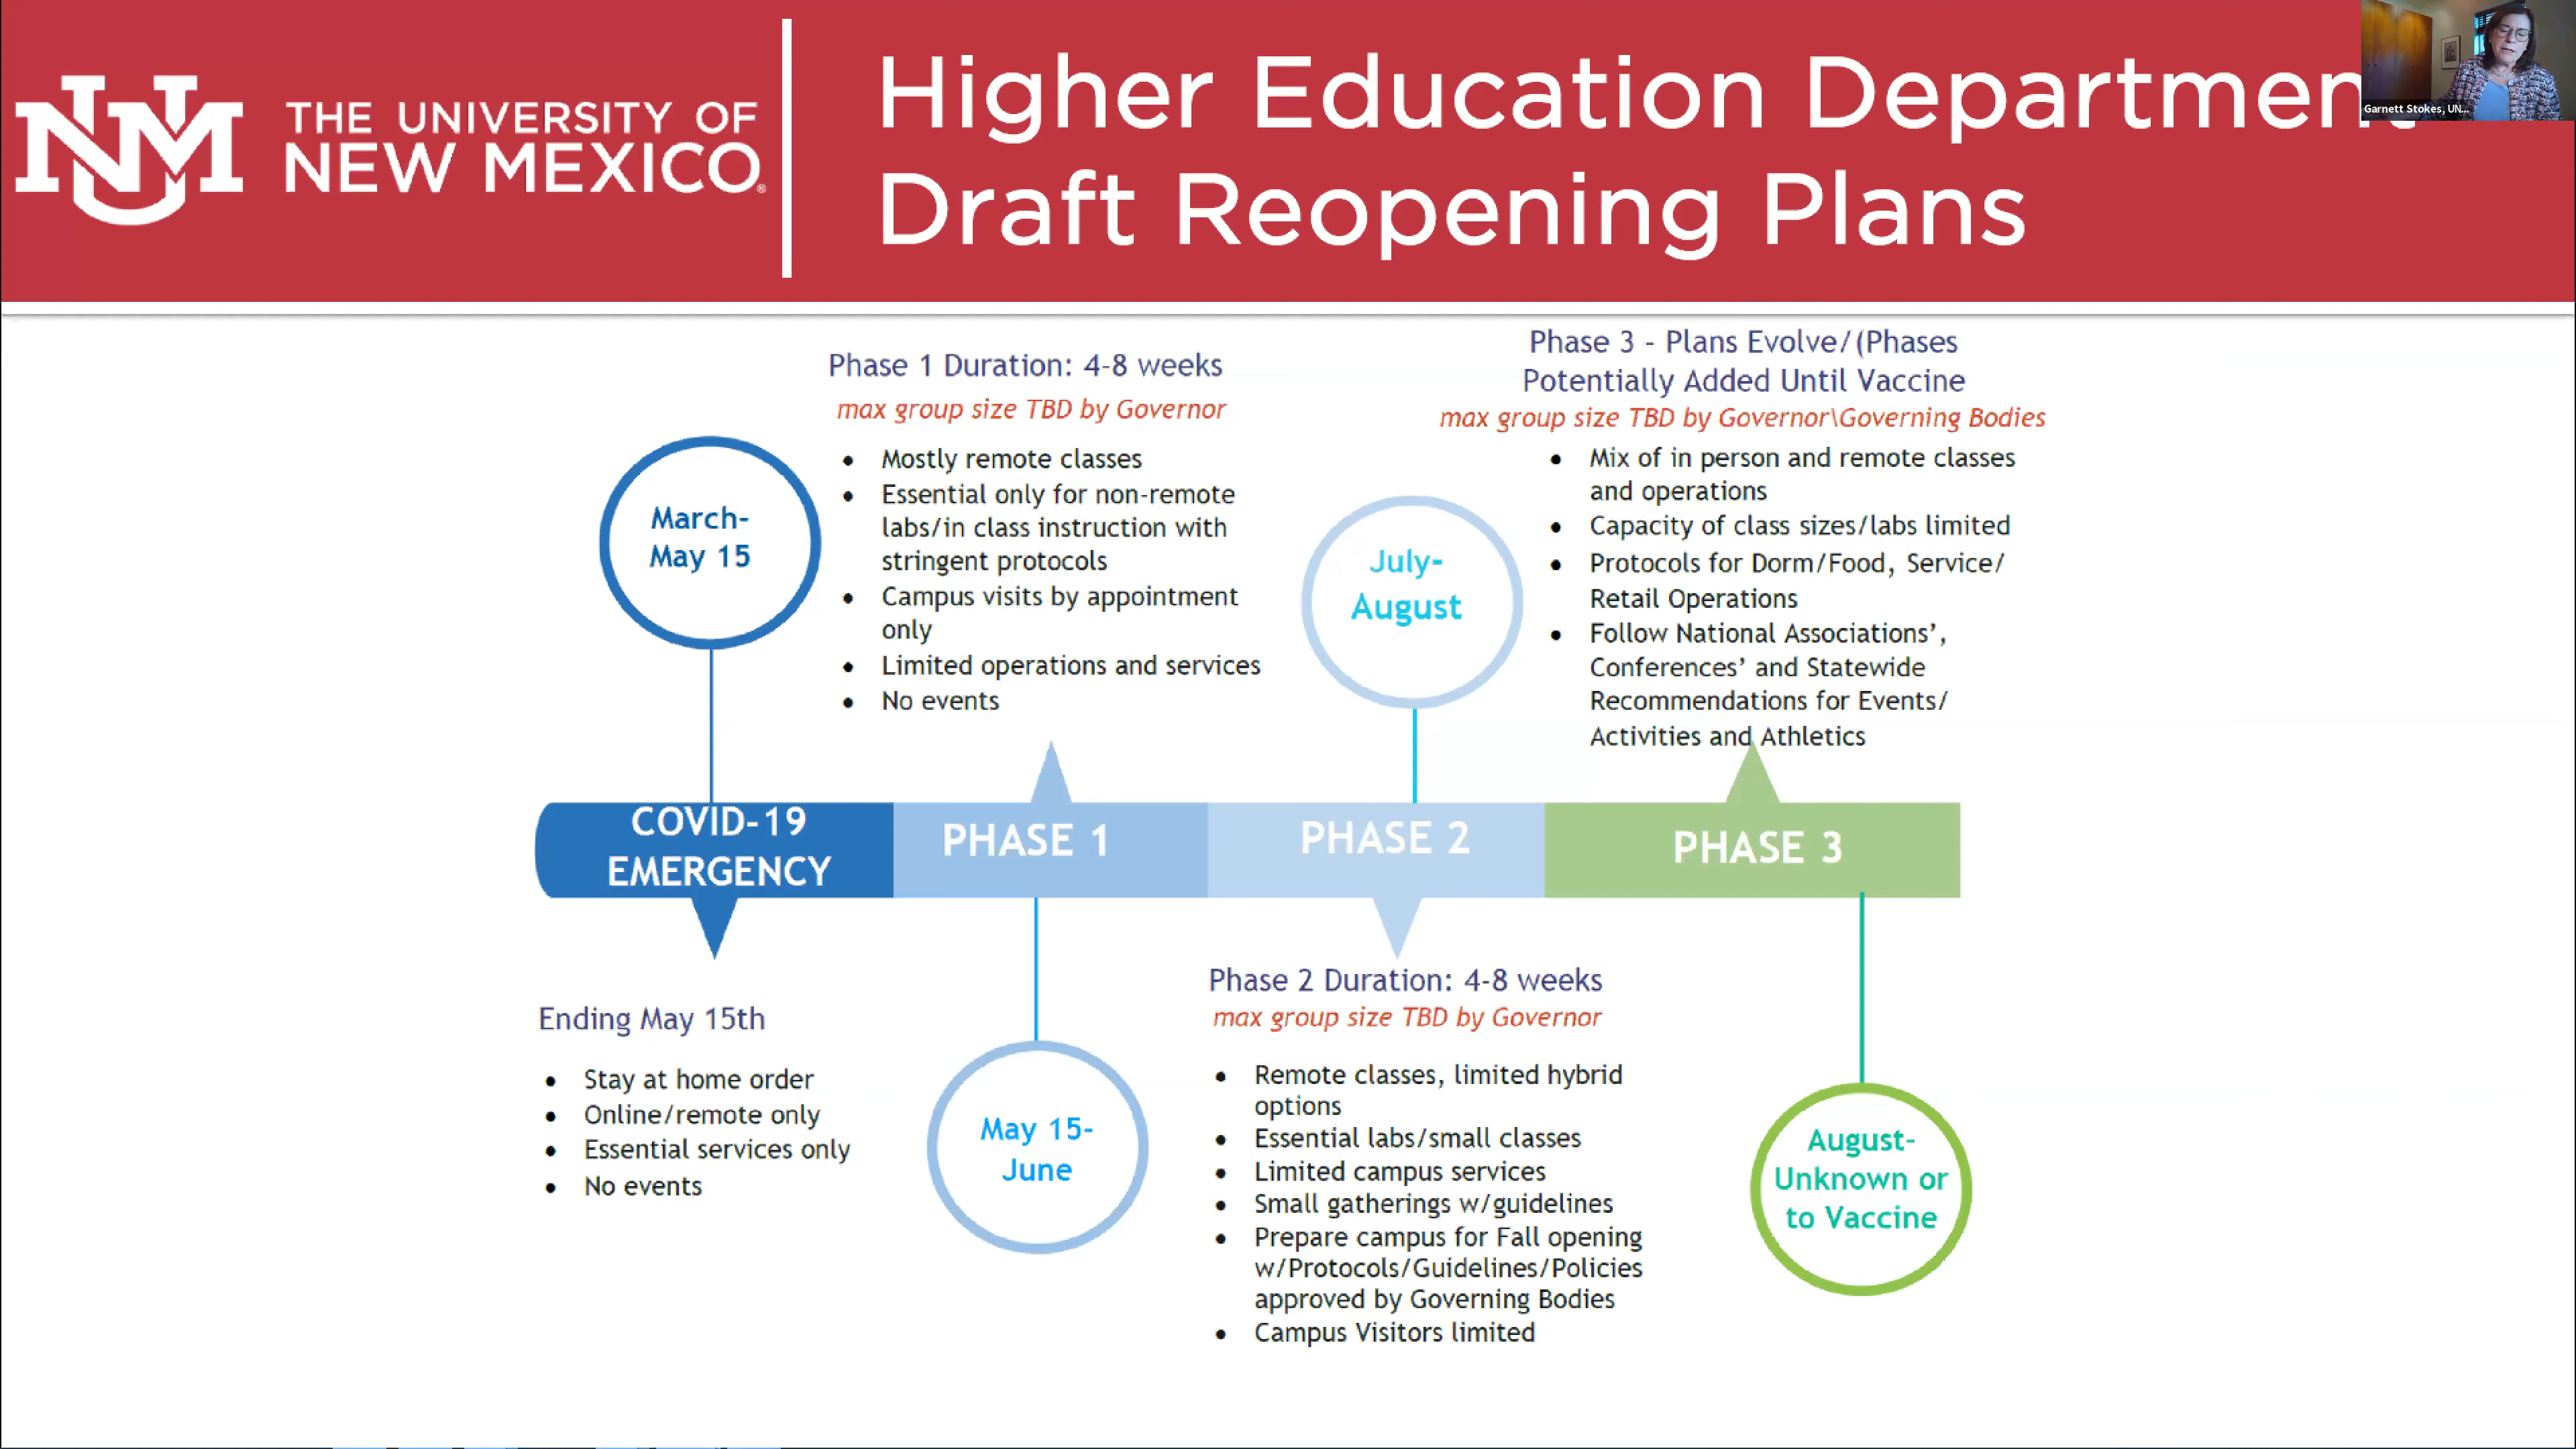 UNM
THE UNIVERSITY OF
NEW MEXICO®
Higher Education Department
Draft Reopening Plans
Garnett Stokes, UN...
Phase 1 Duration: 4-8 weeks
max group size TBD by Governor
• Mostly remote classes
• Essential only for non-remote
labs/in class instruction with
stringent protocols
• Campus visits by appointment
only
• Limited operations and services
• No events
Phase 3 - Plans Evolve/(Phases
Potentially Added Until Vaccine
max group size TBD by Governor\Governing Bodies
• Mix of in person and remote classes
and operations
• Capacity of class sizes/labs limited
• Protocols for Dorm/Food, Service/
Retail Operations
• Follow National Associations’,
Conferences’ and Statewide
Recommendations for Events/
Activities and Athletics
March-
May 15
July-
August
COVID-19
EMERGENCY
PHASE 1
PHASE 2
PHASE 3
Ending May 15th
• Stay at home order
• Online/remote only
• Essential services only
• No events
May 15-
June
Phase 2 Duration: 4-8 weeks
max group size TBD by Governor
• Remote classes, limited hybrid
options
• Essential labs/small classes
• Limited campus services
• Small gatherings w/guidelines
• Prepare campus for Fall opening
w/Protocols/Guidelines/Policies
approved by Governing Bodies
• Campus Visitors limited
August-
Unknown or
to Vaccine